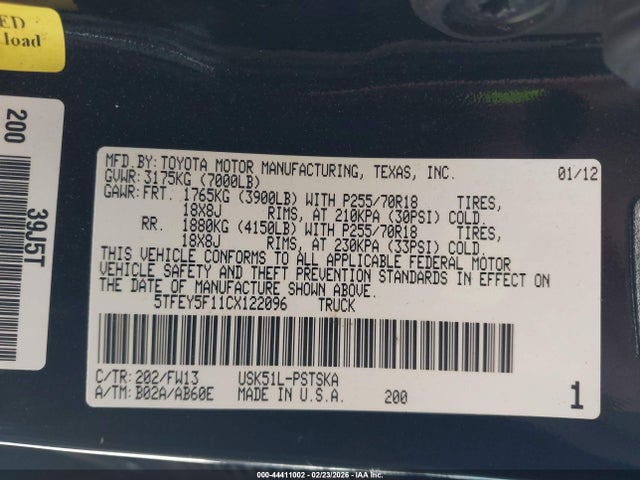 ED
load
200
39J5T
MFD.BY: TOYOTA MOTOR MANUFACTURING, TEXAS, INC. 01/12
GVWR: 3175KG (7000LB)
GAWR: FRT. 1765KG (3900LB) WITH P255/70R18 TIRES,
18X8J RIMS, AT 210KPA (30PSI) COLD.
RR. 1880KG (4150LB) WITH P255/70R18 TIRES,
18X8J RIMS, AT 230KPA (33PSI) COLD.
THIS VEHICLE CONFORMS TO ALL APPLICABLE FEDERAL MOTOR
VEHICLE SAFETY AND THEFT PREVENTION STANDARDS IN EFFECT ON
THE DATE OF MANUFACTURE SHOWN ABOVE.
5TFEY5F11CX122096 TRUCK
C/TR: 202/FW13 USK51L-PSTSKA
A/TM: B02A/AB60E MADE IN U.S.A. 200 1
000-44411002 - 02/23/2026 - IAA Inc.